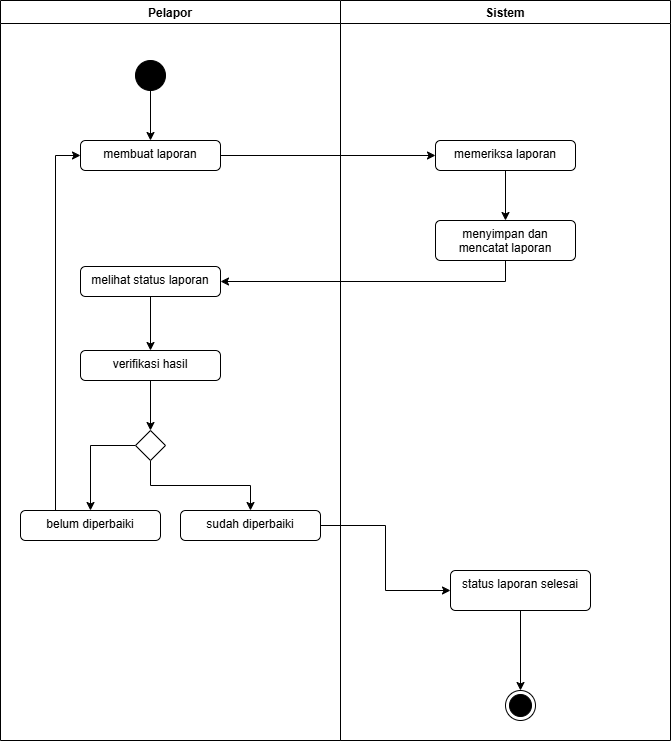 Pelapor
Sistem
membuat laporan
memeriksa laporan
menyimpan dan
mencatat laporan
melihat status laporan
verifikasi hasil
belum diperbaiki
sudah diperbaiki
status laporan selesai